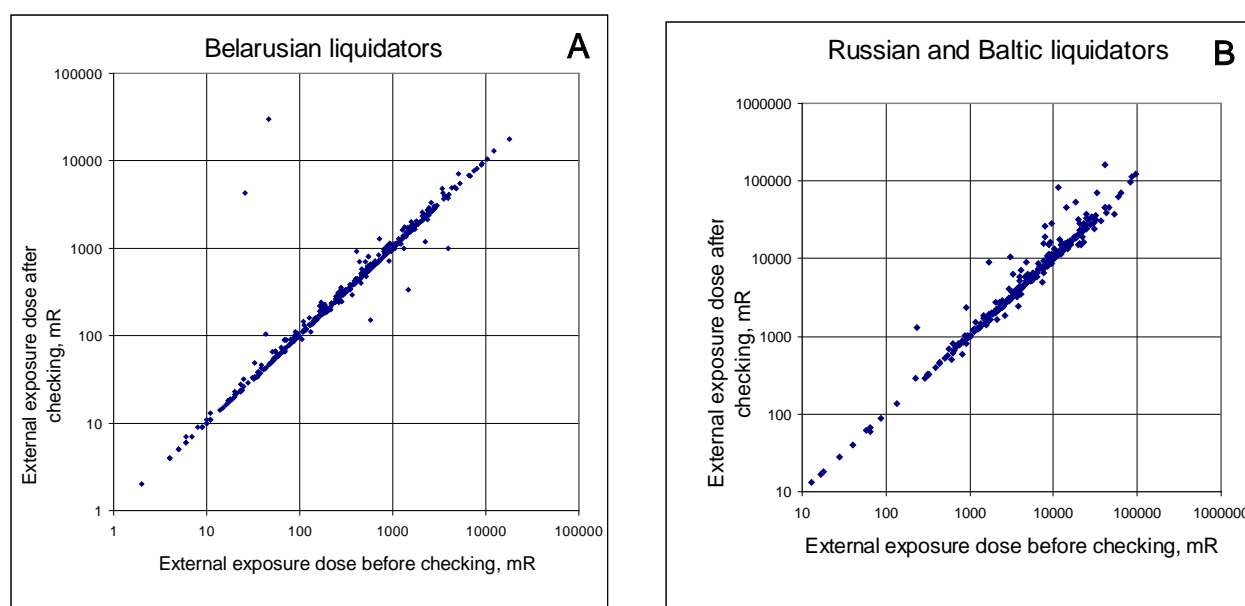 Belarusian liquidators
A
100000
10000
1000
100
10
1
1 10 100 1000 10000 100000
External exposure dose after
checking, mR
External exposure dose before checking, mR
Russian and Baltic liquidators
B
1000000
100000
10000
1000
100
10
10 100 1000 10000 100000 1000000
External exposure dose after
checking, mR
External exposure dose before checking, mR